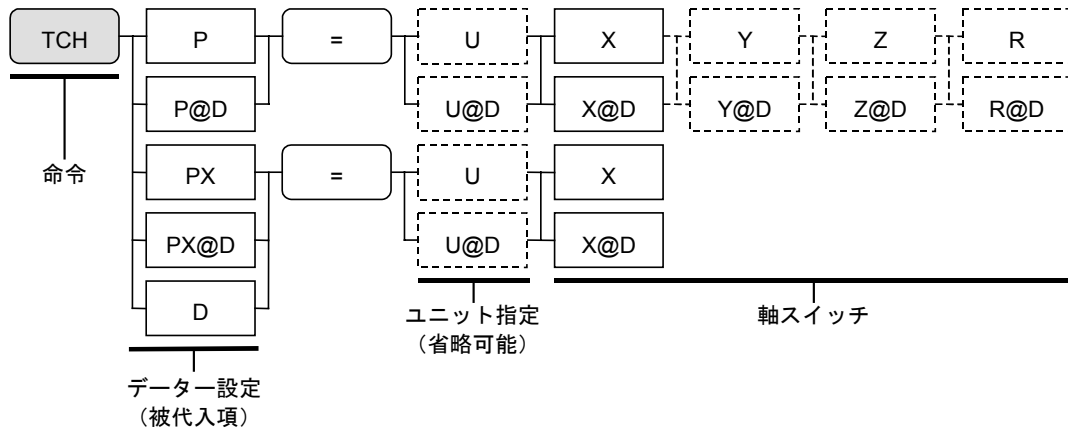 TCH P = U X Y Z R
P@D U@D X@D Y@D Z@D R@D
命令
PX = U X
PX@D U@D X@D
D
ユニット指定
(省略可能)
軸スイッチ
データー設定
(被代入項)